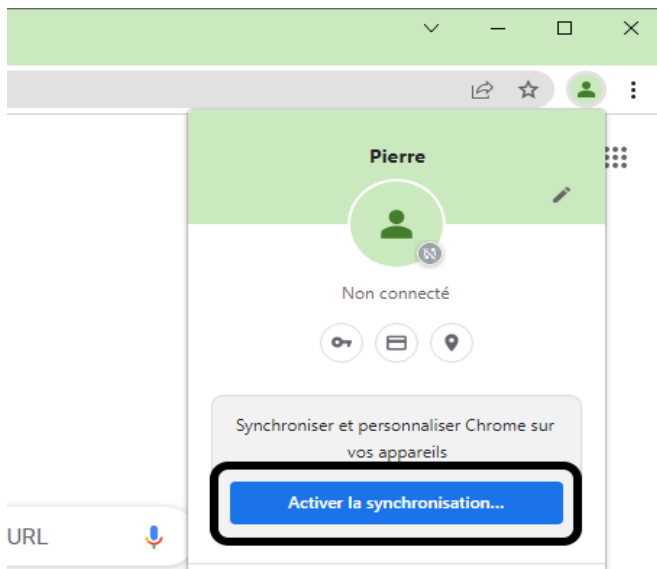 Pierre
Non connecté
Synchroniser et personnaliser Chrome sur
vos appareils
Activer la synchronisation...
URL